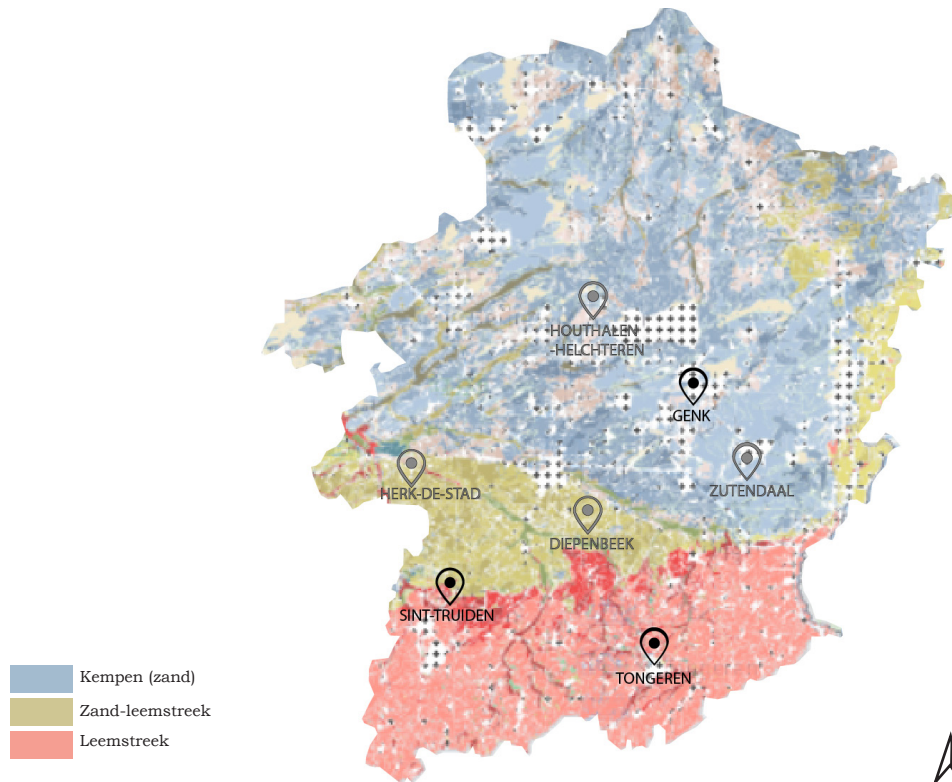 HOUTHALEN
-HELCHTEREN
GENK
HERK-DE-STAD
ZUTENDAAL
DIEPENBEEK
SINT-TRUIDEN
TONGEREN
Kempen (zand)
Zand-leemstreek
Leemstreek